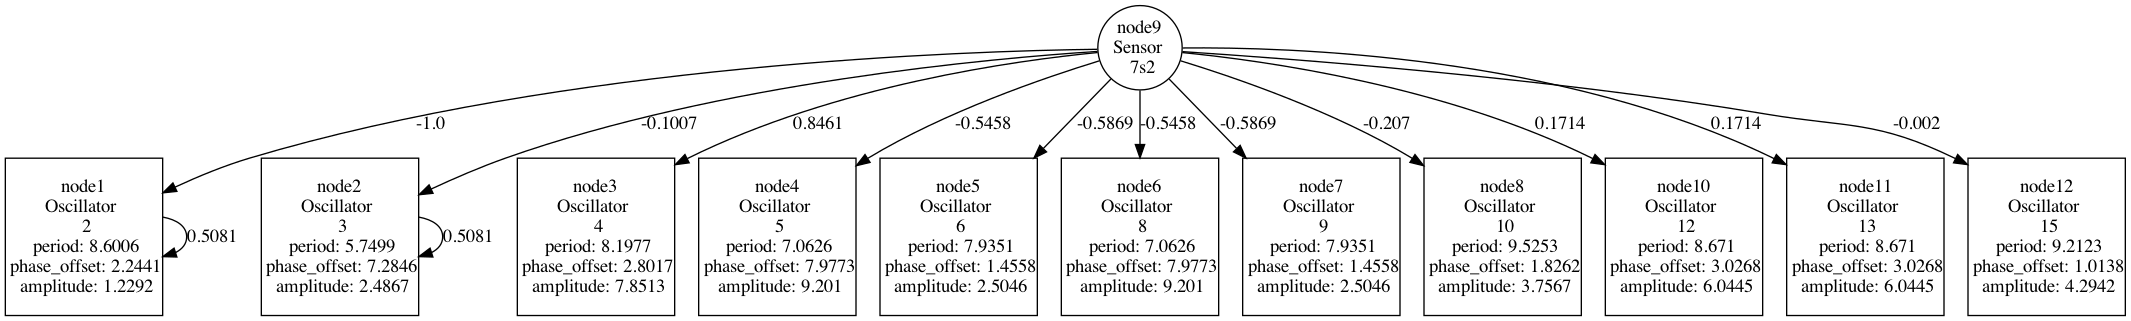 node9
Sensor
7s2
-1.0
-0.1007
0.8461
-0.5458
-0.5869
-0.5458
-0.5869
-0.207
0.1714
0.1714
-0.002
node1
Oscillator
2
period: 8.6006
phase_offset: 2.2441
amplitude: 1.2292
0.5081
node2
Oscillator
3
period: 5.7499
phase_offset: 7.2846
amplitude: 2.4867
0.5081
node3
Oscillator
4
period: 8.1977
phase_offset: 2.8017
amplitude: 7.8513
node4
Oscillator
5
period: 7.0626
phase_offset: 7.9773
amplitude: 9.201
node5
Oscillator
6
period: 7.9351
phase_offset: 1.4558
amplitude: 2.5046
node6
Oscillator
8
period: 7.0626
phase_offset: 7.9773
amplitude: 9.201
node7
Oscillator
9
period: 7.9351
phase_offset: 1.4558
amplitude: 2.5046
node8
Oscillator
10
period: 9.5253
phase_offset: 1.8262
amplitude: 3.7567
node10
Oscillator
12
period: 8.671
phase_offset: 3.0268
amplitude: 6.0445
node11
Oscillator
13
period: 8.671
phase_offset: 3.0268
amplitude: 6.0445
node12
Oscillator
15
period: 9.2123
phase_offset: 1.0138
amplitude: 4.2942